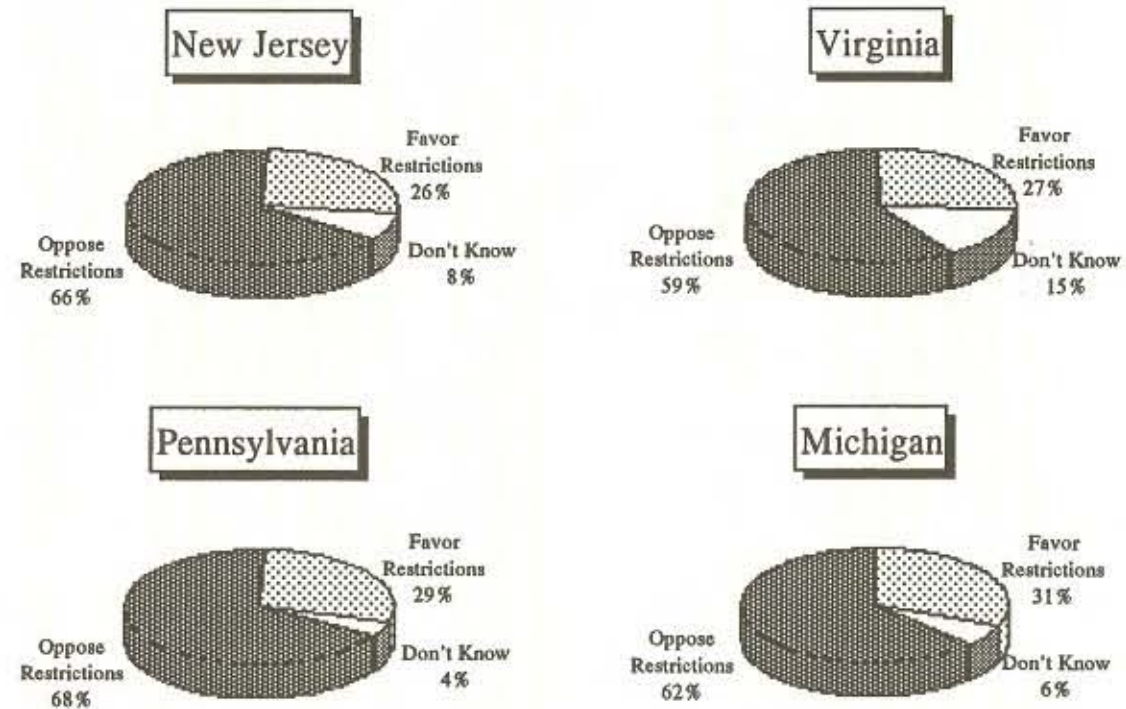 New Jersey
Favor
Restrictions
26%
Oppose
Restrictions
66%
Don't Know
8%
Virginia
Favor
Restrictions
27%
Oppose
Restrictions
59%
Don't Know
15%
Pennsylvania
Favor
Restrictions
29%
Oppose
Restrictions
68%
Don't Know
4%
Michigan
Favor
Restrictions
31%
Oppose
Restrictions
62%
Don't Know
6%